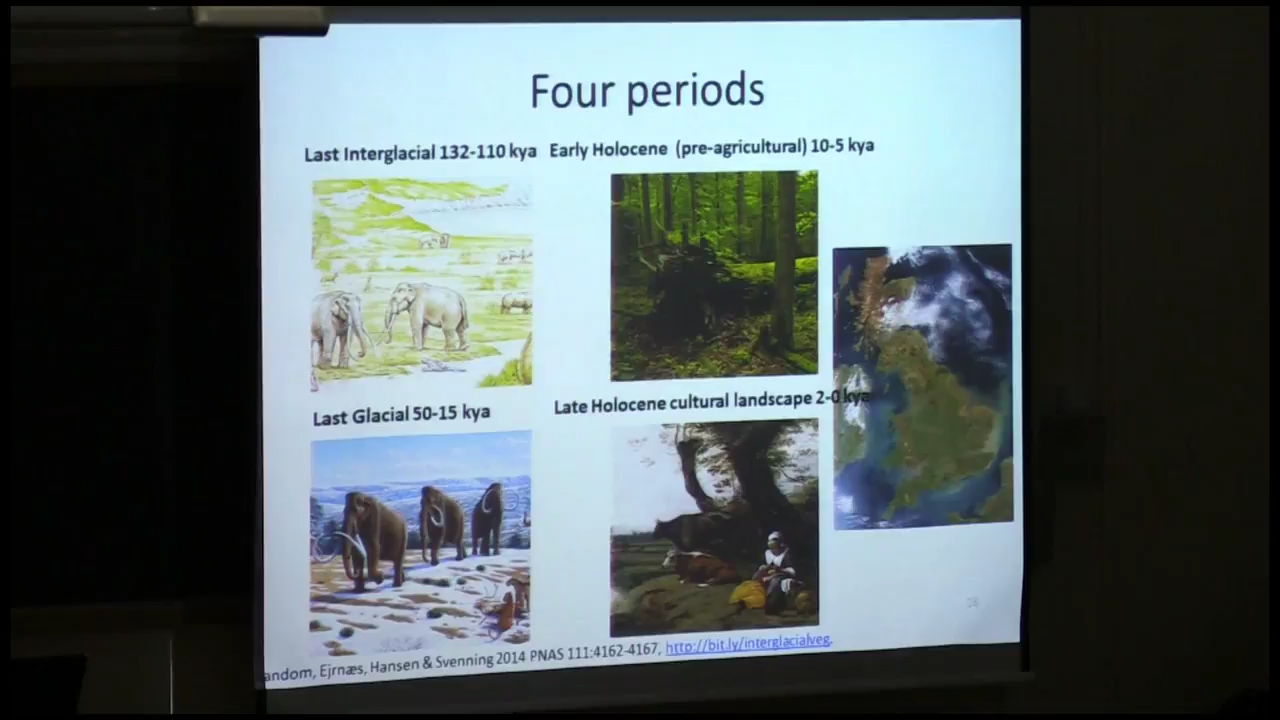 Four periods
Last Interglacial 132-110 kya
Early Holocene (pre-agricultural) 10-5 kya
Last Glacial 50-15 kya
Late Holocene cultural landscape 2-0 kya
andom, Ejrnæs, Hansen & Svenning 2014 PNAS 111:4162-4167, http://bit.ly/interglacialveg.